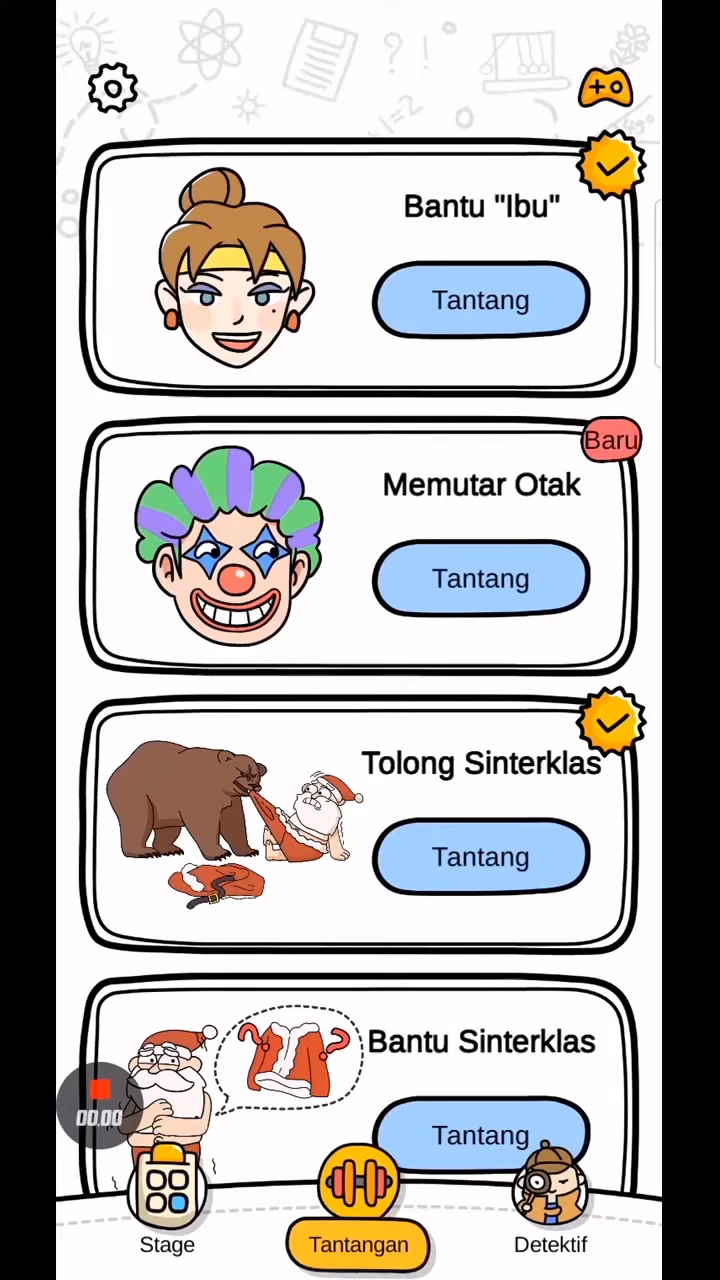 Bantu "Ibu"
Tantang
Baru
Memutar Otak
Tantang
Tolong Sinterklas
Tantang
Bantu Sinterklas
Tantang
00.00
Stage
Tantangan
Detektif